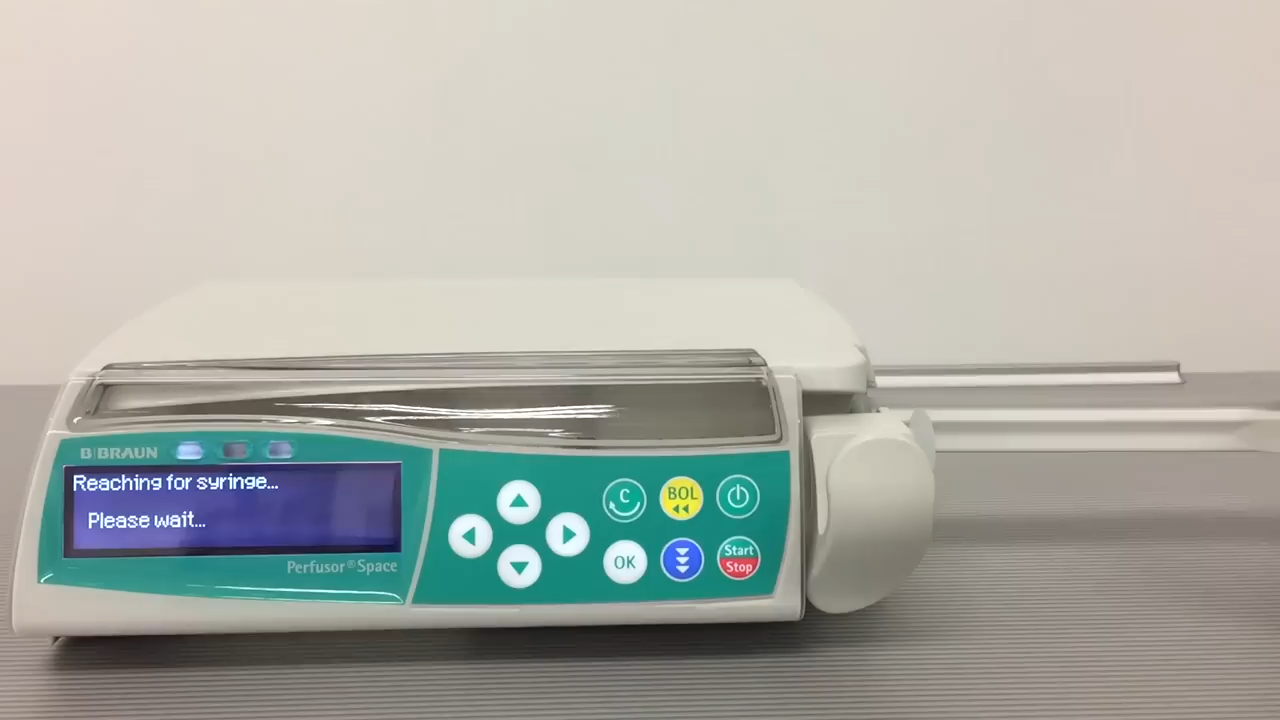 B|BRAUN
Reaching for syringe...
Please wait...
Perfusor®Space
C
BOL
OK
Start
Stop